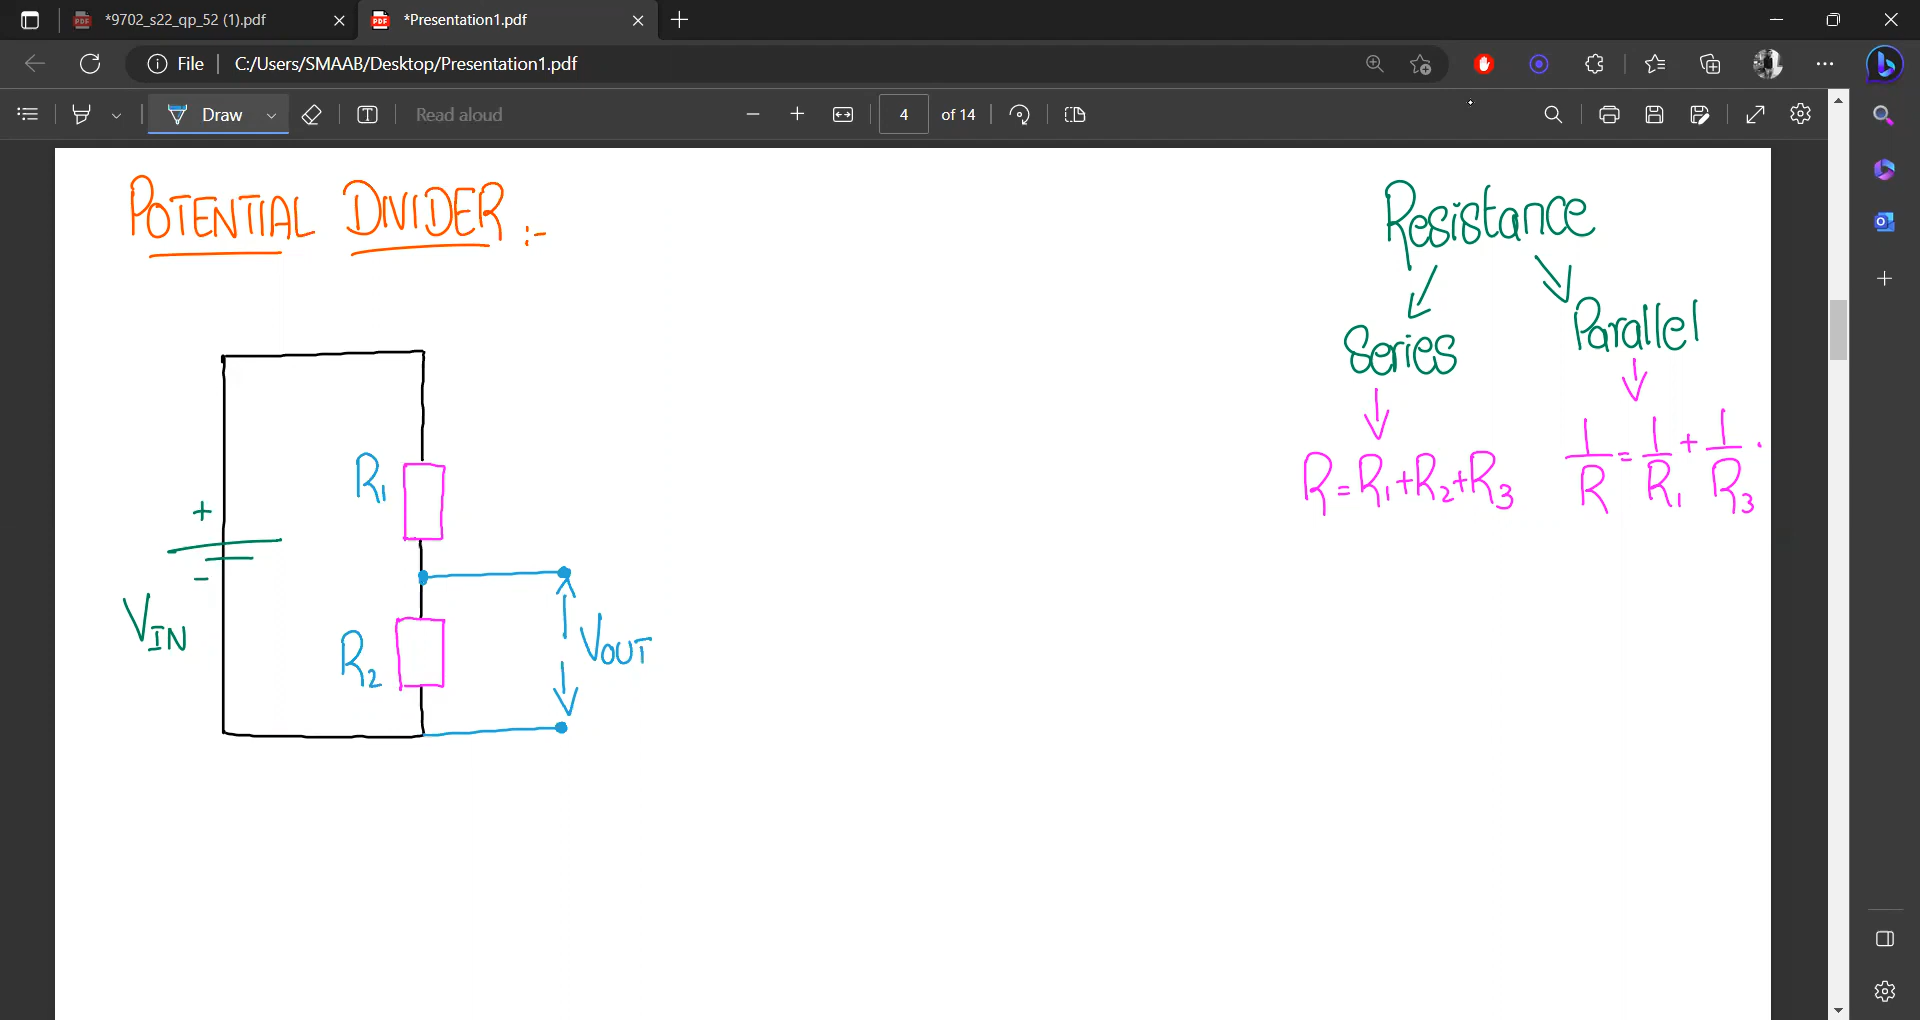 *9702_s22_qp_52 (1).pdf
*Presentation1.pdf
File
C:/Users/SMAAB/Desktop/Presentation1.pdf
Draw
Read aloud
4 of 14
POTENTIAL DIVIDER :-
Resistance
Series
Parallel
R=R₁+R₂+R₃
1/R = 1/R₁ + 1/R₃ .
R₁
+
-
VIN
R₂
VOUT